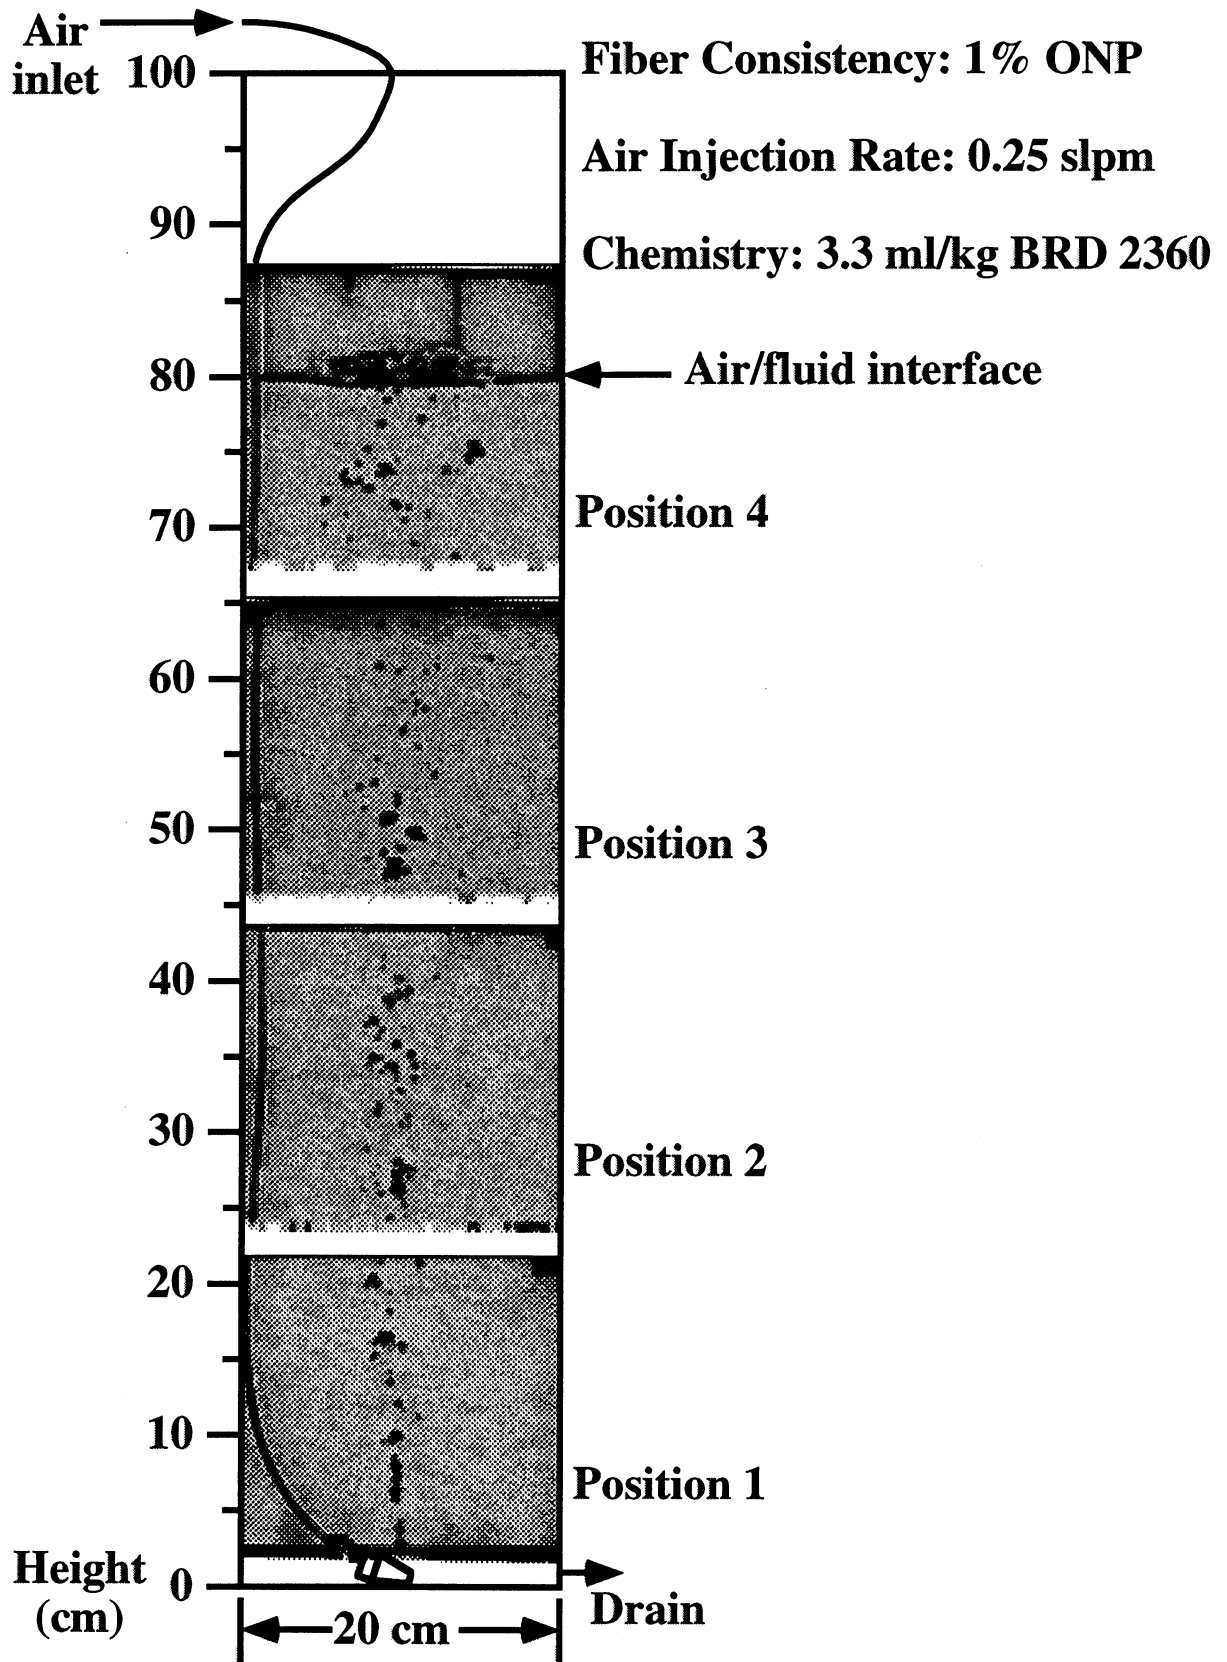 Air
inlet
100
Fiber Consistency: 1% ONP
Air Injection Rate: 0.25 slpm
90
Chemistry: 3.3 ml/kg BRD 2360
80
Air/fluid interface
Position 4
70
60
50
Position 3
40
30
Position 2
20
10
Position 1
Height
(cm)
0
Drain
20 cm